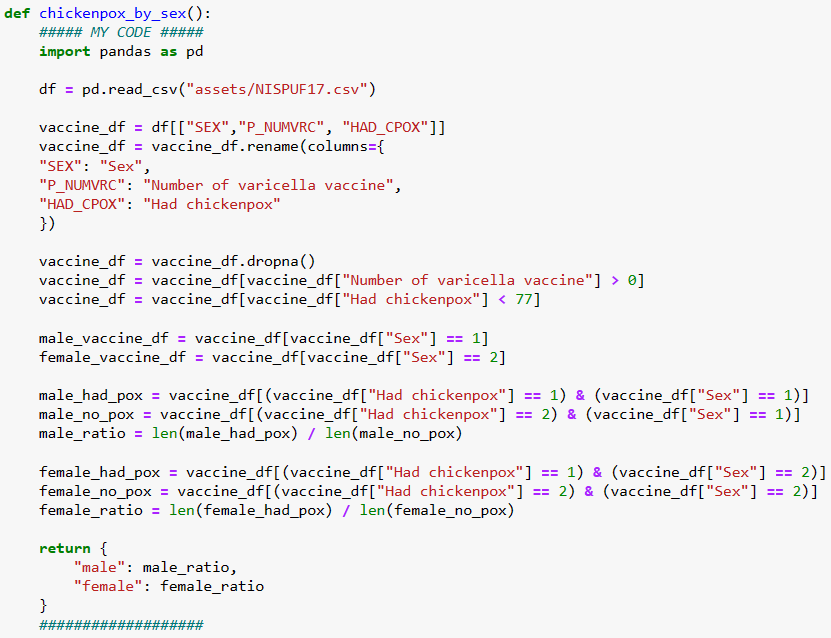 def chickenpox_by_sex():
    ##### MY CODE #####
    import pandas as pd

    df = pd.read_csv("assets/NISPUF17.csv")

    vaccine_df = df[["SEX","P_NUMVRC", "HAD_CPOX"]]
    vaccine_df = vaccine_df.rename(columns={
    "SEX": "Sex",
    "P_NUMVRC": "Number of varicella vaccine",
    "HAD_CPOX": "Had chickenpox"
    })

    vaccine_df = vaccine_df.dropna()
    vaccine_df = vaccine_df[vaccine_df["Number of varicella vaccine"] > 0]
    vaccine_df = vaccine_df[vaccine_df["Had chickenpox"] < 77]

    male_vaccine_df = vaccine_df[vaccine_df["Sex"] == 1]
    female_vaccine_df = vaccine_df[vaccine_df["Sex"] == 2]

    male_had_pox = vaccine_df[(vaccine_df["Had chickenpox"] == 1) & (vaccine_df["Sex"] == 1)]
    male_no_pox = vaccine_df[(vaccine_df["Had chickenpox"] == 2) & (vaccine_df["Sex"] == 1)]
    male_ratio = len(male_had_pox) / len(male_no_pox)

    female_had_pox = vaccine_df[(vaccine_df["Had chickenpox"] == 1) & (vaccine_df["Sex"] == 2)]
    female_no_pox = vaccine_df[(vaccine_df["Had chickenpox"] == 2) & (vaccine_df["Sex"] == 2)]
    female_ratio = len(female_had_pox) / len(female_no_pox)

    return {
        "male": male_ratio,
        "female": female_ratio
    }
    ###################